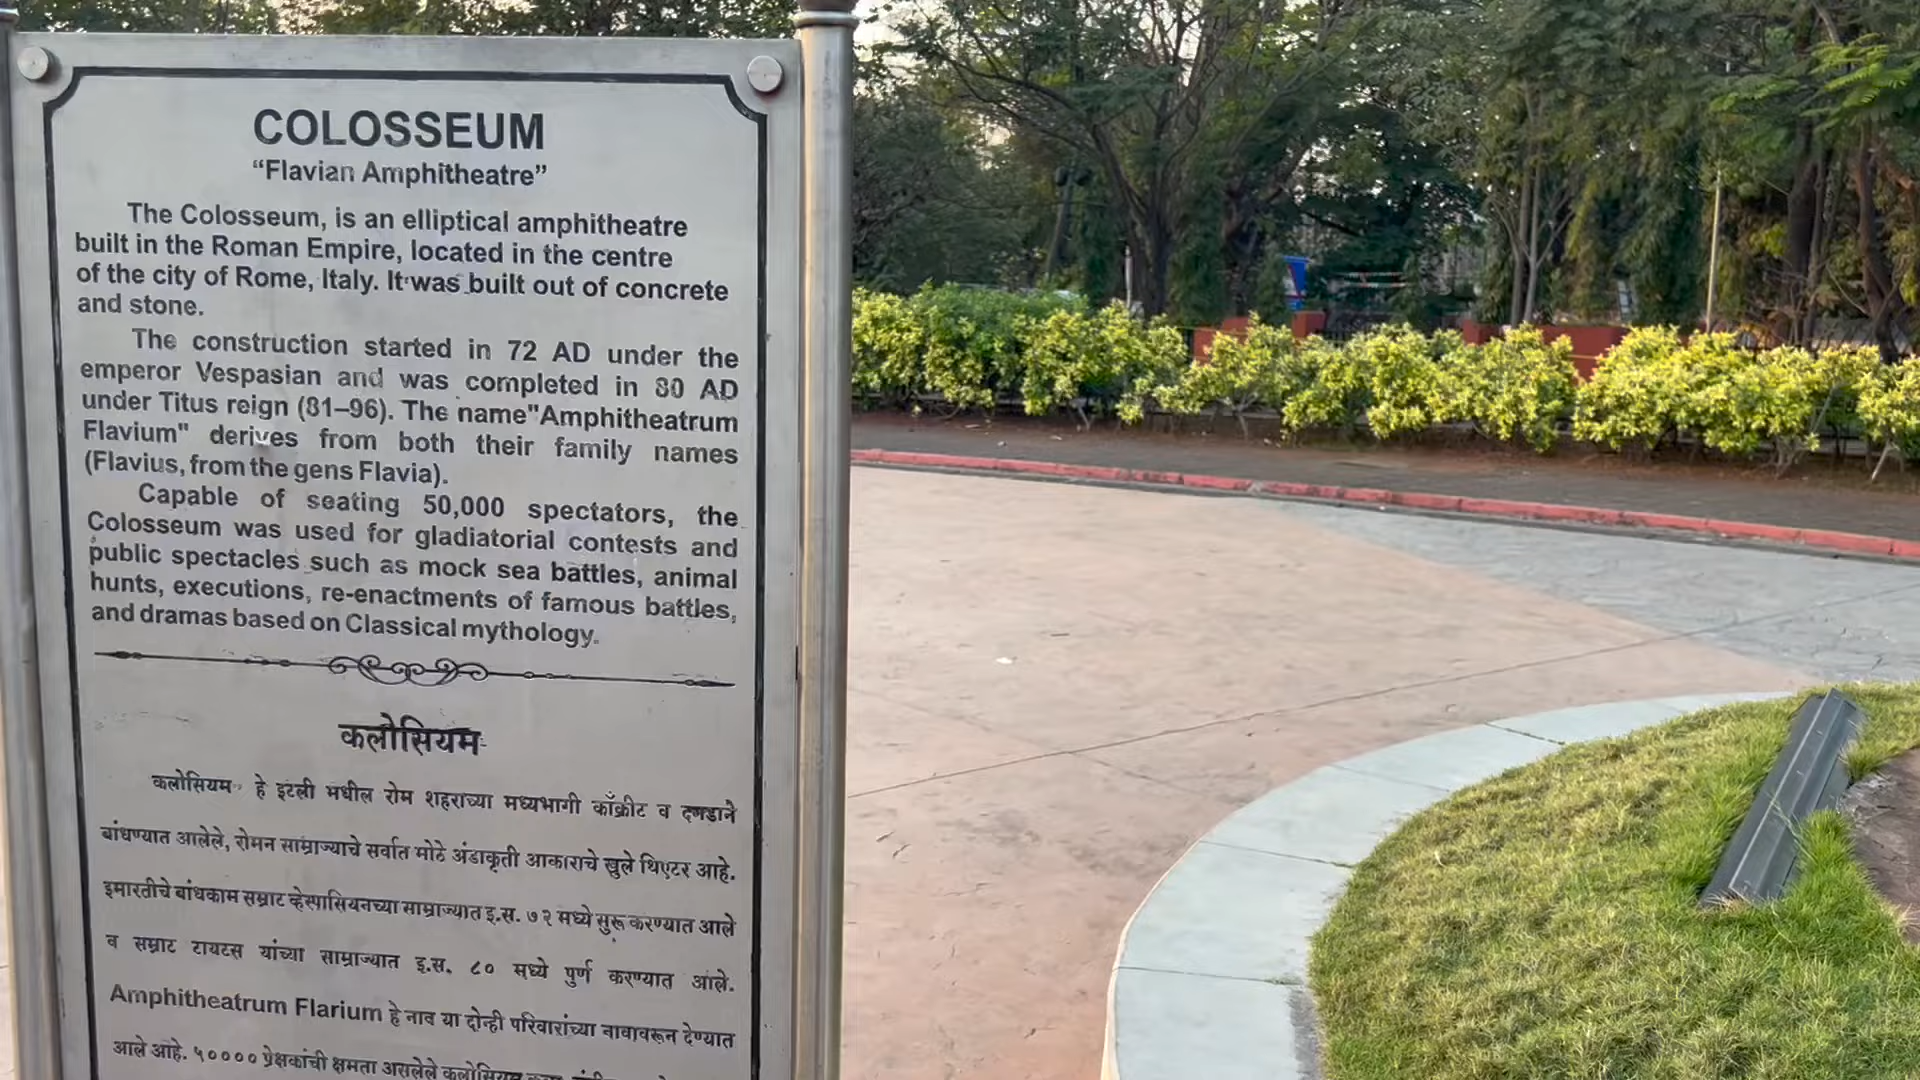 COLOSSEUM
“Flavian Amphitheatre”
The Colosseum, is an elliptical amphitheatre
built in the Roman Empire, located in the centre
of the city of Rome, Italy. It was built out of concrete
and stone.
The construction started in 72 AD under the
emperor Vespasian and was completed in 80 AD
under Titus reign (81–96). The name"Amphitheatrum
Flavium" derives from both their family names
(Flavius, from the gens Flavia).
Capable of seating 50,000 spectators, the
Colosseum was used for gladiatorial contests and
public spectacles such as mock sea battles, animal
hunts, executions, re-enactments of famous battles,
and dramas based on Classical mythology.
कलोसियम
कलोसियम हे इटली मधील रोम शहराच्या मध्यभागी काँक्रीट व दगडाने
बांधण्यात आलेले, रोमन साम्राज्याचे सर्वात मोठे अंडाकृती आकाराचे खुले थिएटर आहे.
इमारतीचे बांधकाम सम्राट व्हेस्पासियनच्या साम्राज्यात इ.स. ७२ मध्ये सुरू करण्यात आले
व सम्राट टायटस यांच्या साम्राज्यात इ.स. ८० मध्ये पुर्ण करण्यात आले.
Amphitheatrum Flarium हे नाव या दोन्ही परिवारांच्या नावावरून देण्यात
आले आहे. ५०००० प्रेक्षकांची क्षमता असलेले कलोसियम